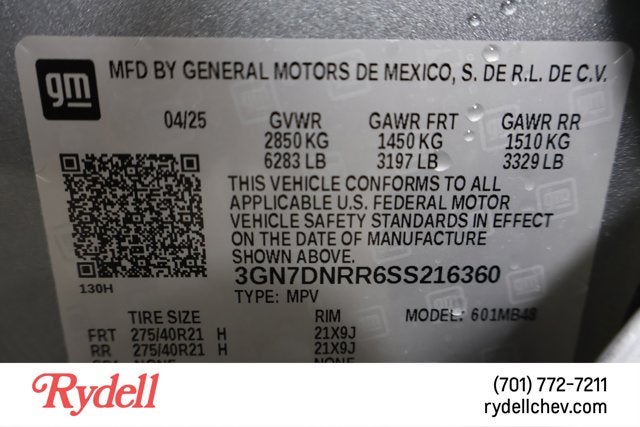 gm
MFD BY GENERAL MOTORS DE MEXICO, S. DE R.L. DE C.V.
04/25 GVWR GAWR FRT GAWR RR
2850 KG 1450 KG 1510 KG
6283 LB 3197 LB 3329 LB
THIS VEHICLE CONFORMS TO ALL
APPLICABLE U.S. FEDERAL MOTOR
VEHICLE SAFETY STANDARDS IN EFFECT
ON THE DATE OF MANUFACTURE
SHOWN ABOVE.
3GN7DNRR6SS216360
130H
TYPE: MPV
TIRE SIZE RIM MODEL: 601MB48
FRT 275/40R21 H 21X9J
RR 275/40R21 H 21X9J
Rydell
(701) 772-7211
rydellchev.com